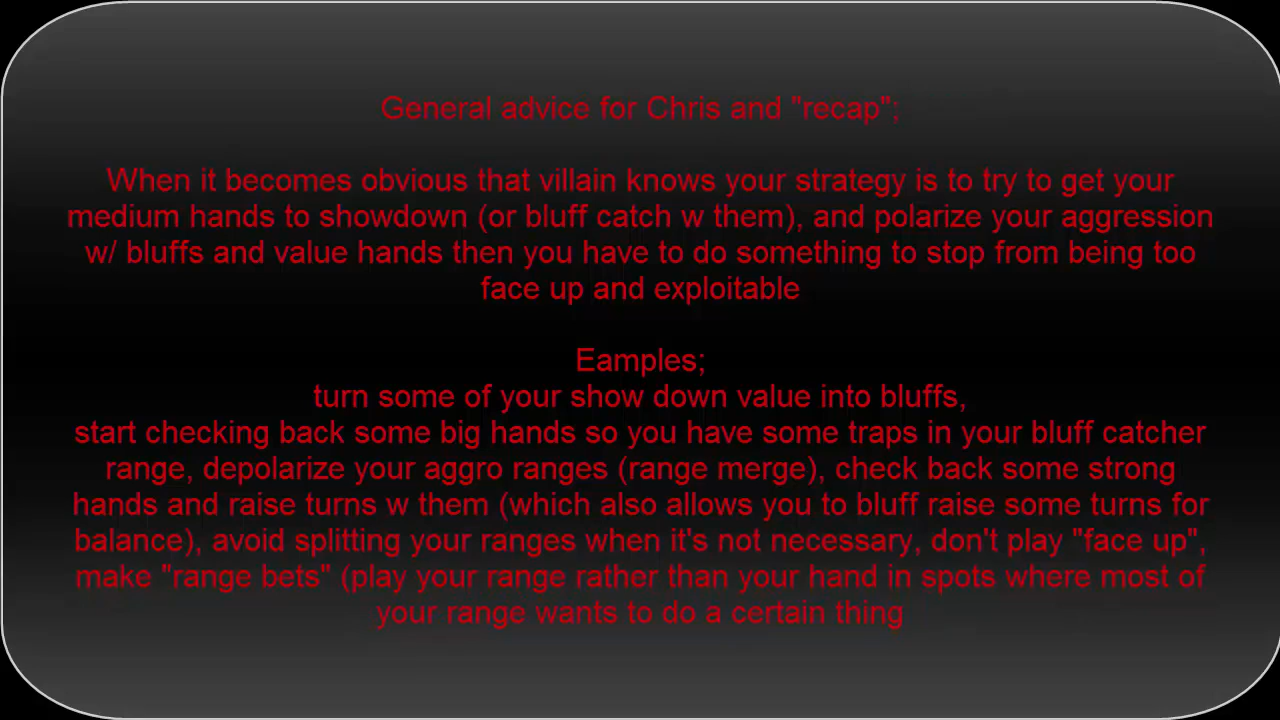 General advice for Chris and "recap";
When it becomes obvious that villain knows your strategy is to try to get your
medium hands to showdown (or bluff catch w them), and polarize your aggression
w/ bluffs and value hands then you have to do something to stop from being too
face up and exploitable
Eamples;
turn some of your show down value into bluffs,
start checking back some big hands so you have some traps in your bluff catcher
range, depolarize your aggro ranges (range merge), check back some strong
hands and raise turns w them (which also allows you to bluff raise some turns for
balance), avoid splitting your ranges when it's not necessary, don't play "face up",
make "range bets" (play your range rather than your hand in spots where most of
your range wants to do a certain thing